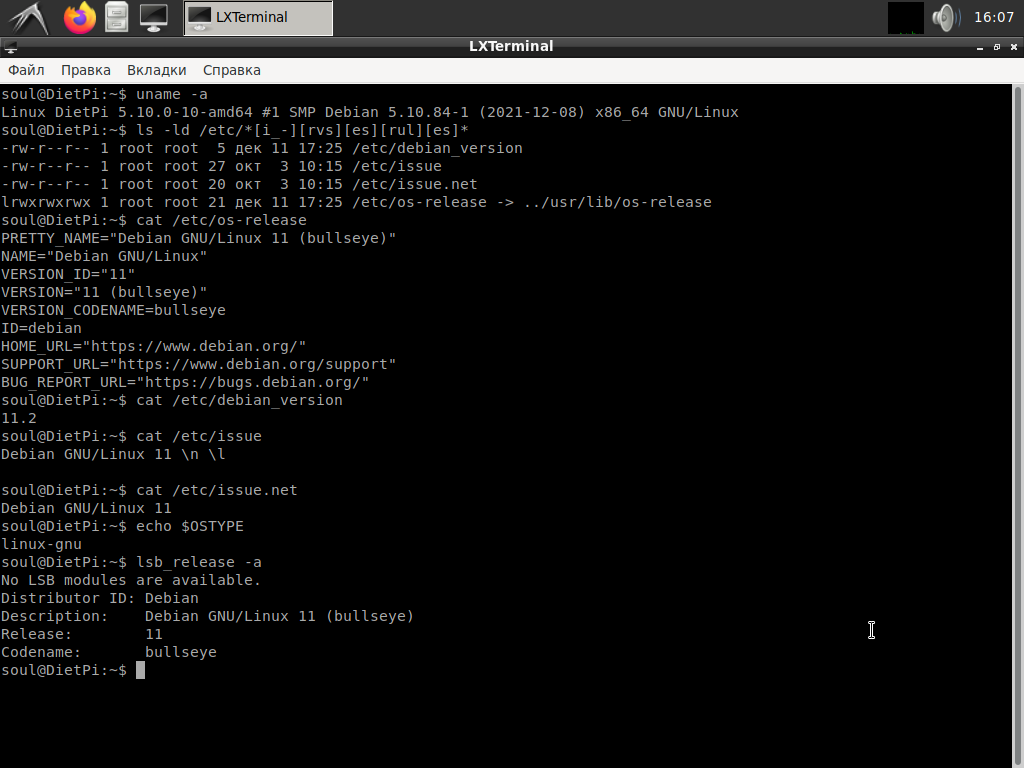 LXTerminal
16:07
LXTerminal
Файл Правка Вкладки Справка
soul@DietPi:~$ uname -a
Linux DietPi 5.10.0-10-amd64 #1 SMP Debian 5.10.84-1 (2021-12-08) x86_64 GNU/Linux
soul@DietPi:~$ ls -ld /etc/*[i_-][rvs][es][rul][es]*
-rw-r--r-- 1 root root  5 дек 11 17:25 /etc/debian_version
-rw-r--r-- 1 root root 27 окт  3 10:15 /etc/issue
-rw-r--r-- 1 root root 20 окт  3 10:15 /etc/issue.net
lrwxrwxrwx 1 root root 21 дек 11 17:25 /etc/os-release -> ../usr/lib/os-release
soul@DietPi:~$ cat /etc/os-release
PRETTY_NAME="Debian GNU/Linux 11 (bullseye)"
NAME="Debian GNU/Linux"
VERSION_ID="11"
VERSION="11 (bullseye)"
VERSION_CODENAME=bullseye
ID=debian
HOME_URL="https://www.debian.org/"
SUPPORT_URL="https://www.debian.org/support"
BUG_REPORT_URL="https://bugs.debian.org/"
soul@DietPi:~$ cat /etc/debian_version
11.2
soul@DietPi:~$ cat /etc/issue
Debian GNU/Linux 11 \n \l

soul@DietPi:~$ cat /etc/issue.net
Debian GNU/Linux 11
soul@DietPi:~$ echo $OSTYPE
linux-gnu
soul@DietPi:~$ lsb_release -a
No LSB modules are available.
Distributor ID: Debian
Description:    Debian GNU/Linux 11 (bullseye)
Release:        11
Codename:       bullseye
soul@DietPi:~$